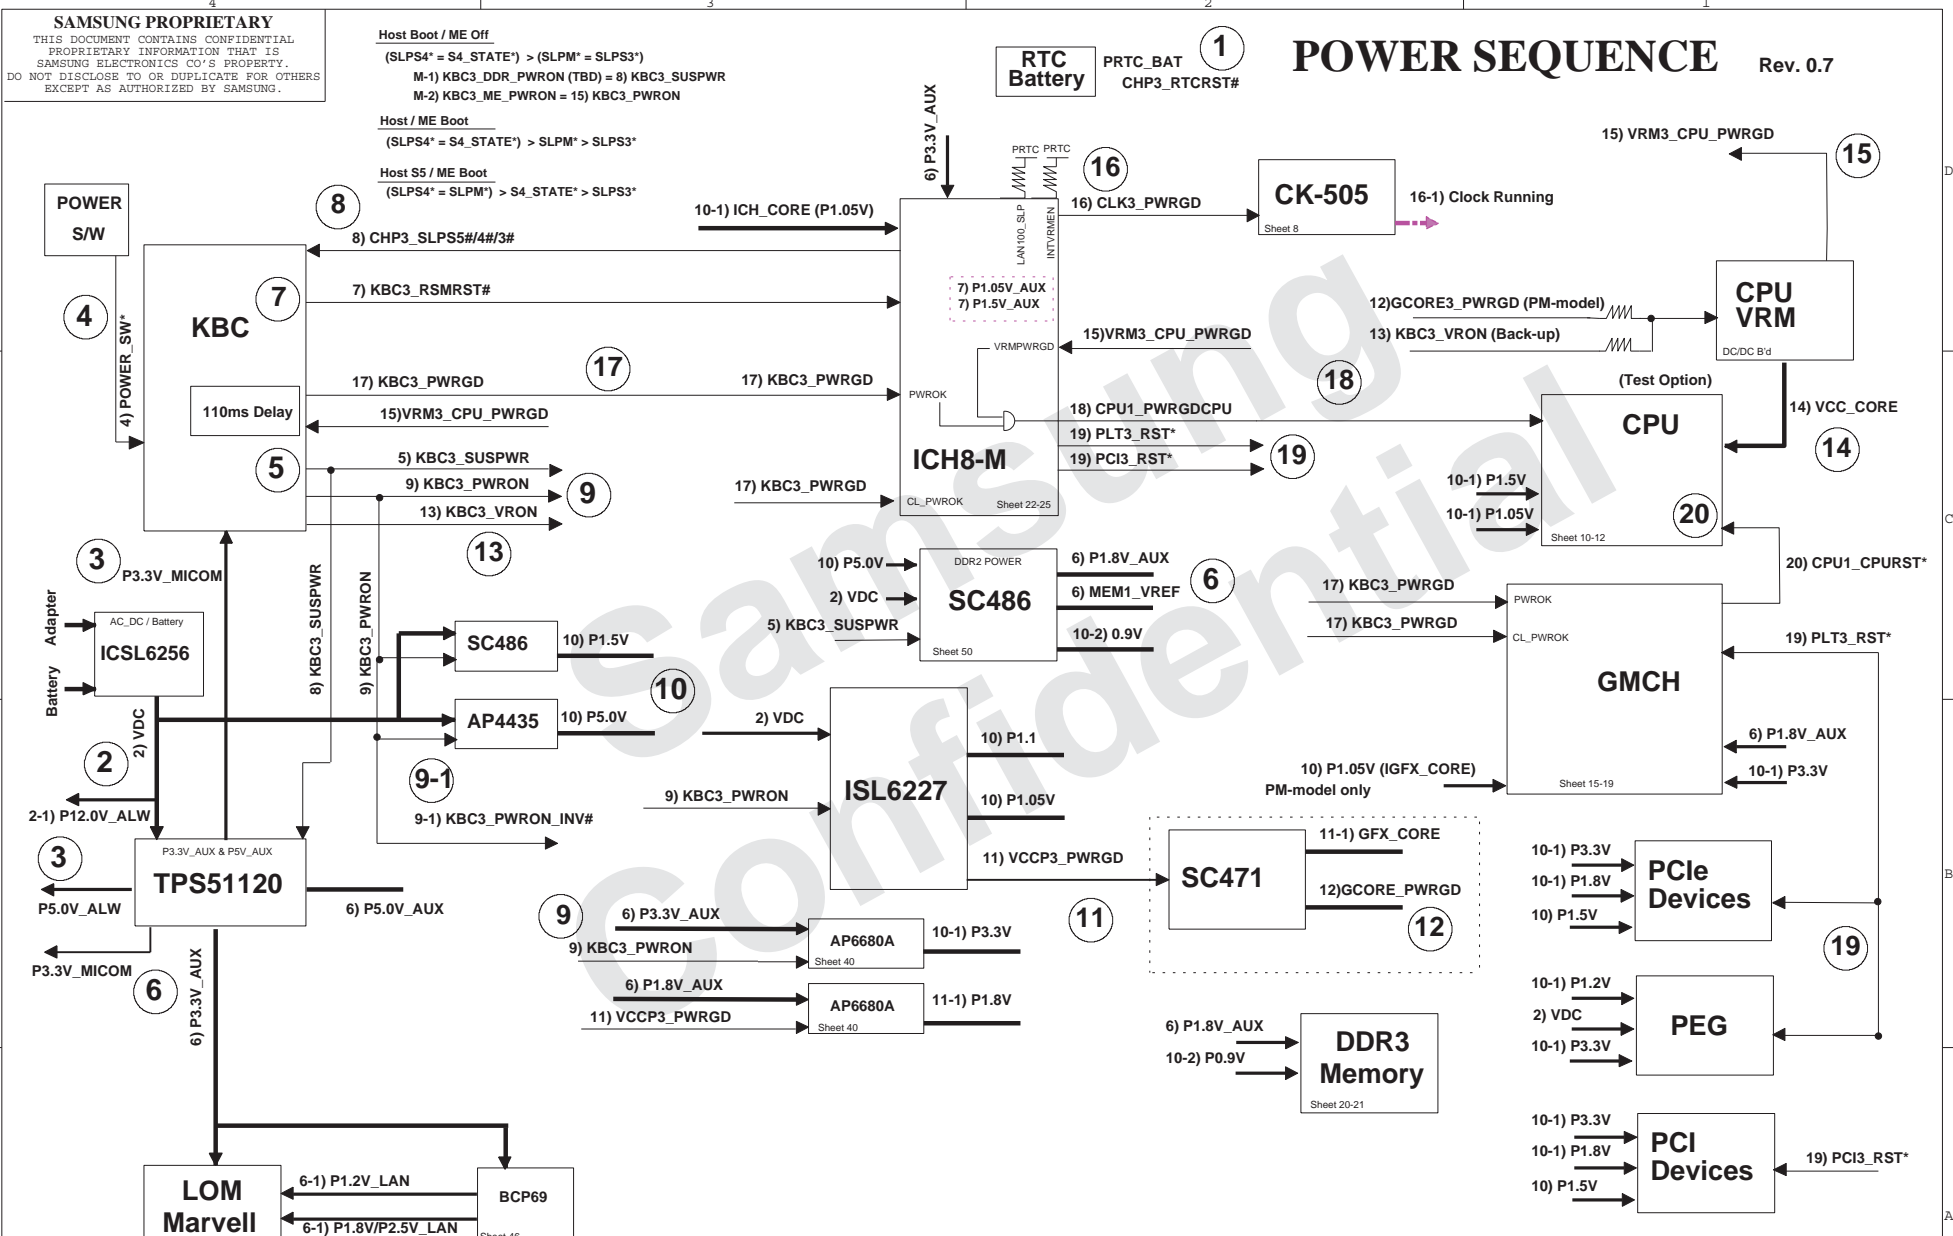 4
3
2
1
SAMSUNG PROPRIETARY
THIS DOCUMENT CONTAINS CONFIDENTIAL
PROPRIETARY INFORMATION THAT IS
SAMSUNG ELECTRONICS CO'S PROPERTY.
DO NOT DISCLOSE TO OR DUPLICATE FOR OTHERS
EXCEPT AS AUTHORIZED BY SAMSUNG.
Host Boot / ME Off
(SLPS4* = S4_STATE*) > (SLPM* = SLPS3*)
M-1) KBC3_DDR_PWRON (TBD) = 8) KBC3_SUSPWR
M-2) KBC3_ME_PWRON = 15) KBC3_PWRON
Host / ME Boot
(SLPS4* = S4_STATE*) > SLPM* > SLPS3*
Host S5 / ME Boot
(SLPS4* = SLPM*) > S4_STATE* > SLPS3*
RTC
Battery
PRTC_BAT
CHP3_RTCRST#
1
POWER SEQUENCE
Rev. 0.7
D
C
B
A
POWER
S/W
4
4) POWER_SW*
8
8) CHP3_SLPS5#/4#/3#
7
7) KBC3_RSMRST#
KBC
17
17) KBC3_PWRGD
17) KBC3_PWRGD
110ms Delay
15)VRM3_CPU_PWRGD
5
5) KBC3_SUSPWR
9) KBC3_PWRON
9
13) KBC3_VRON
13
6) P3.3V_AUX
10-1) ICH_CORE (P1.05V)
PRTC
PRTC
LAN100_SLP
INTVRMEN
7) P1.05V_AUX
7) P1.5V_AUX
VRMPWRGD
PWROK
ICH8-M
CL_PWROK
Sheet 22-25
17) KBC3_PWRGD
16
16) CLK3_PWRGD
CK-505
Sheet 8
16-1) Clock Running
15)VRM3_CPU_PWRGD
18
18) CPU1_PWRGDCPU
19) PLT3_RST*
19) PCI3_RST*
19
15) VRM3_CPU_PWRGD
15
12)GCORE3_PWRGD (PM-model)
13) KBC3_VRON (Back-up)
CPU
VRM
DC/DC B'd
(Test Option)
CPU
14) VCC_CORE
14
10-1) P1.5V
10-1) P1.05V
20
Sheet 10-12
20) CPU1_CPURST*
3
P3.3V_MICOM
Adapter
Battery
AC_DC / Battery
ICSL6256
2) VDC
2
2-1) P12.0V_ALW
8) KBC3_SUSPWR
9) KBC3_PWRON
SC486
10) P1.5V
10
AP4435
10) P5.0V
9-1
9-1) KBC3_PWRON_INV#
3
P5.0V_ALW
P3.3V_AUX & P5V_AUX
TPS51120
6) P5.0V_AUX
P3.3V_MICOM
6
6) P3.3V_AUX
10) P5.0V
2) VDC
5) KBC3_SUSPWR
DDR2 POWER
SC486
Sheet 50
6) P1.8V_AUX
6) MEM1_VREF
10-2) 0.9V
6
2) VDC
9) KBC3_PWRON
ISL6227
10) P1.1
10) P1.05V
11) VCCP3_PWRGD
11
SC471
11-1) GFX_CORE
12)GCORE_PWRGD
12
17) KBC3_PWRGD
17) KBC3_PWRGD
PWROK
CL_PWROK
GMCH
Sheet 15-19
19) PLT3_RST*
6) P1.8V_AUX
10-1) P3.3V
10) P1.05V (IGFX_CORE)
PM-model only
9
6) P3.3V_AUX
9) KBC3_PWRON
AP6680A
Sheet 40
10-1) P3.3V
6) P1.8V_AUX
11) VCCP3_PWRGD
AP6680A
Sheet 40
11-1) P1.8V
6) P1.8V_AUX
10-2) P0.9V
DDR3
Memory
Sheet 20-21
10-1) P3.3V
10-1) P1.8V
10) P1.5V
PCIe
Devices
19
10-1) P1.2V
2) VDC
10-1) P3.3V
PEG
10-1) P3.3V
10-1) P1.8V
10) P1.5V
PCI
Devices
19) PCI3_RST*
LOM
Marvell
6-1) P1.2V_LAN
6-1) P1.8V/P2.5V_LAN
BCP69
Sheet 46
Samsung
Confidential